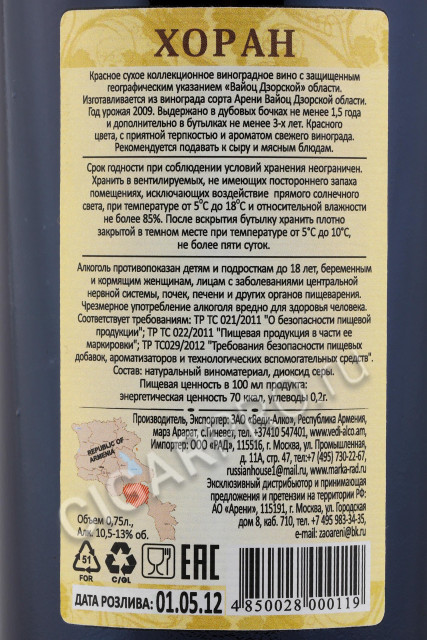 ХОРАН
Красное сухое коллекционное виноградное вино с защищенным
географическим указанием «Вайоц Дзорской» области.
Изготавливается из винограда сорта Арени Вайоц Дзорской области.
Год урожая 2009. Выдержано в дубовых бочках не менее 1,5 года
и дополнительно в бутылках не менее 3-х лет. Красного
цвета, с приятной терпкостью и ароматом свежего винограда.
Рекомендуется подавать к сыру и мясным блюдам.
Срок годности при соблюдении условий хранения неограничен.
Хранить в вентилируемых, не имеющих постороннего запаха
помещениях, исключающих воздействие прямого солнечного
света, при температуре от 5°С до 18°С и относительной влажности
не более 85%. После вскрытия бутылку хранить плотно
закрытой в темном месте при температуре от 5°С до 10°С,
не более пяти суток.
Алкоголь противопоказан детям и подросткам до 18 лет, беременным
и кормящим женщинам, лицам с заболеваниями центральной
нервной системы, почек, печени и других органов пищеварения.
Чрезмерное употребление алкоголя вредно для здоровья человека.
Соответствует требованиям: ТР ТС 021/2011 "О безопасности пищевой
продукции"; ТР ТС 022/2011 "Пищевая продукция в части ее
маркировки"; ТР ТС029/2012 "Требования безопасности пищевых
добавок, ароматизаторов и технологических вспомогательных средств".
Состав: натуральный виноматериал, диоксид серы.
Пищевая ценность в 100 мл продукта:
энергетическая ценность 70 ккал, углеводы 0,2г.
Производитель, Экспортер: ЗАО «Веди-Алко», Республика Армения,
марз Арарат, с.Гиневет, тел. +37410 547401, www.vedi-alco.am.
Импортер: ООО «РАД», 115516, г. Москва, ул. Промышленная,
д. 11А, стр. 47, тел/факс:+7(495) 730-22-67,
russianhouse1@mail.ru, www.marka-rad.ru
Эксклюзивный дистрибьютор и принимающая
предложения и претензии на территории РФ:
АО «Арени», 115191, г. Москва, ул. Городская
дом 8, каб. 710, тел. +7 495 983-34-35,
e-mail: zaoareni@bk.ru
REPUBLIC OF
ARMENIA
Объем 0,75л.,
Алк. 10,5-13% об.
51
FOR
C/GL
EAC
ДАТА РОЗЛИВА: 01.05.12
4 850028 000119
CIGARPRO.ru